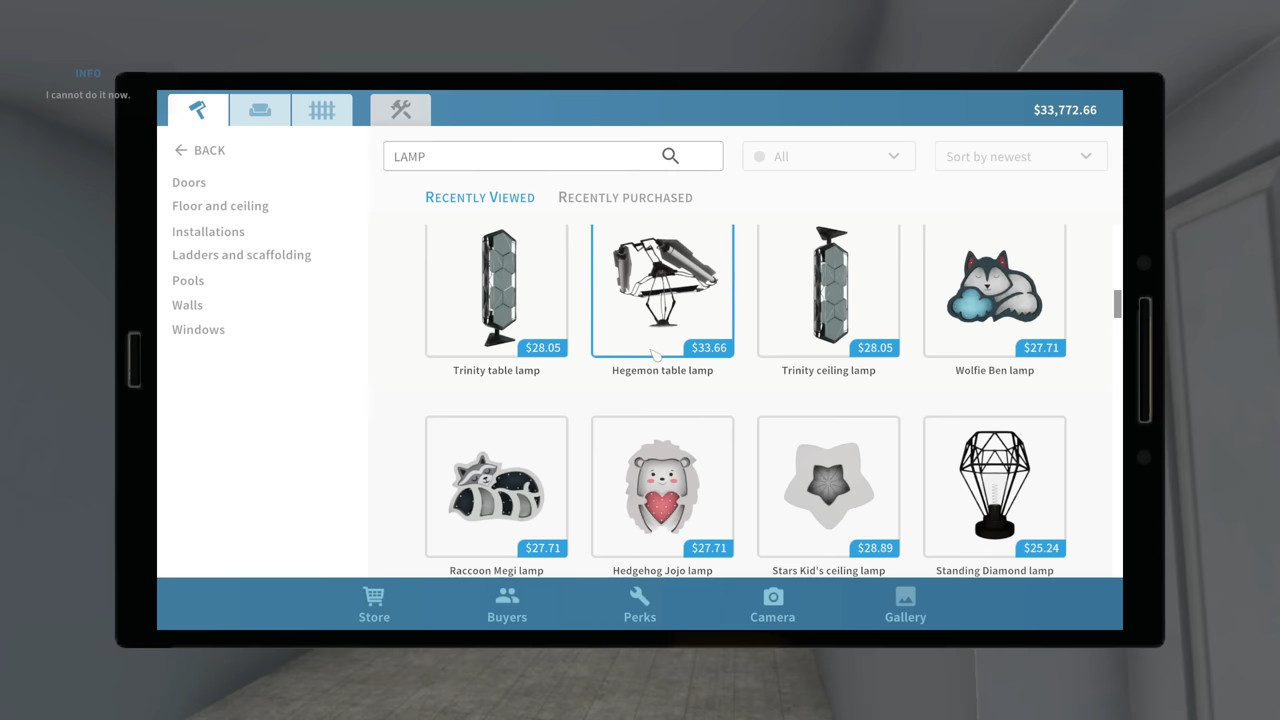 INFO
I cannot do it now.
$33,772.66
BACK
LAMP
All
Sort by newest
Doors
Floor and ceiling
Installations
Ladders and scaffolding
Pools
Walls
Windows
RECENTLY VIEWED
RECENTLY PURCHASED
$28.05
$33.66
$28.05
$27.71
Trinity table lamp
Hegemon table lamp
Trinity ceiling lamp
Wolfie Ben lamp
$27.71
$27.71
$28.89
$25.24
Raccoon Megi lamp
Hedgehog Jojo lamp
Stars Kid's ceiling lamp
Standing Diamond lamp
Store
Buyers
Perks
Camera
Gallery